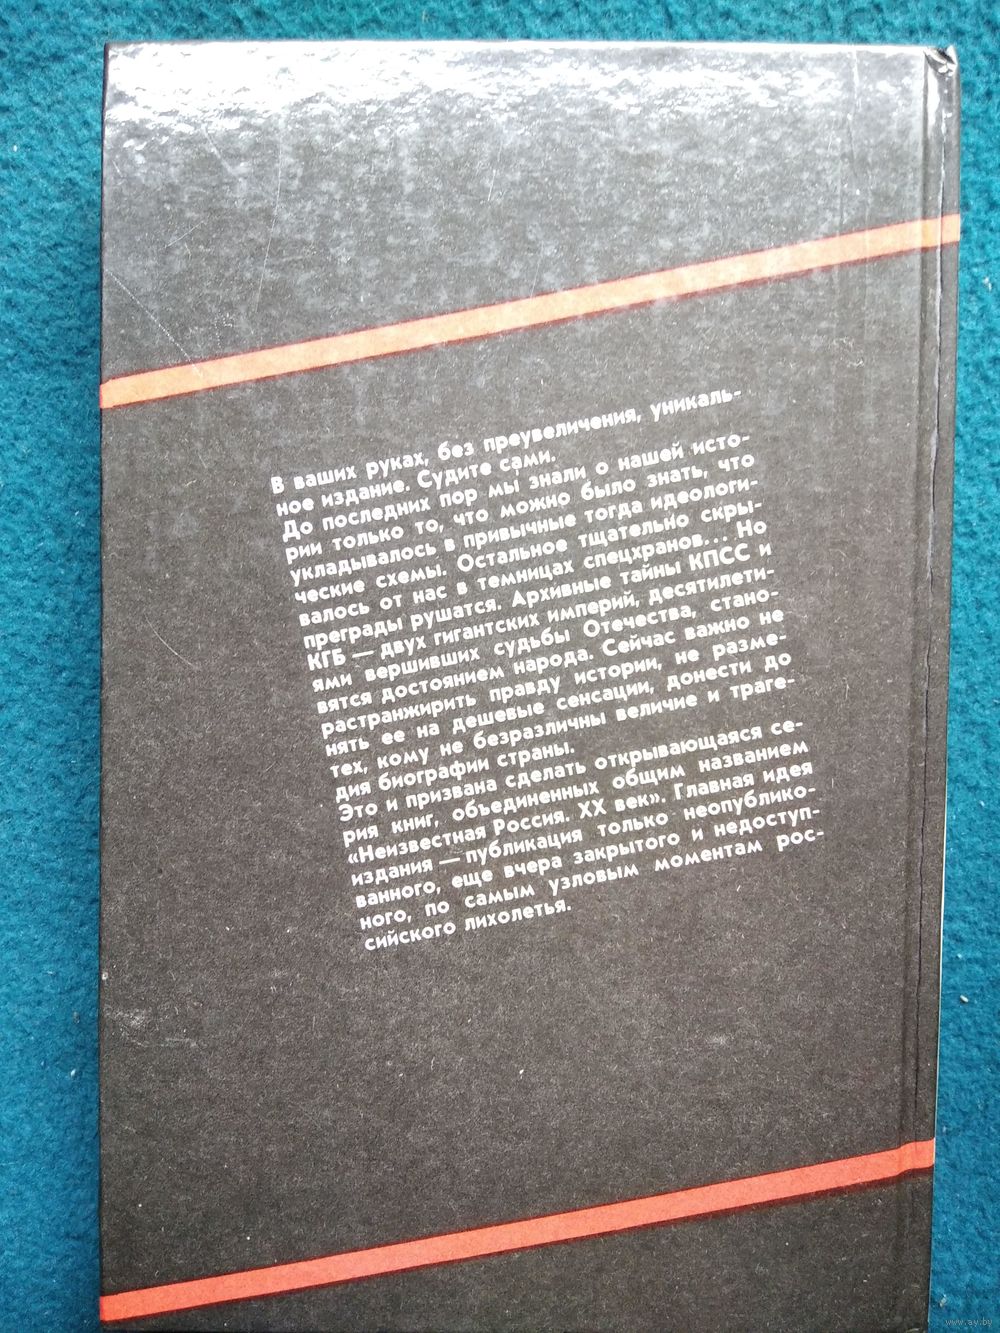 В ваших руках, без преувеличения, уникаль-
ное издание. Судите сами.
До последних пор мы знали о нашей исто-
рии только то, что можно было знать, что
укладывалось в привычные тогда идеологи-
ческие схемы. Остальное тщательно скры-
валось от нас в темницах спецхранов... Но
преграды рушатся. Архивные тайны КПСС и
КГБ — двух гигантских империй, десятилети-
ями вершивших судьбы Отечества, стано-
вятся достоянием народа. Сейчас важно не
растранжирить правду истории, не разме-
нять ее на дешевые сенсации, донести до
тех, кому не безразличны величие и траге-
дия биографии страны.
Это и призвана сделать открывающаяся се-
рия книг, объединенных общим названием
«Неизвестная Россия. XX век». Главная идея
издания — публикация только неопублико-
ванного, еще вчера закрытого и недоступ-
ного, по самым узловым моментам рос-
сийского лихолетья.
www.ay.by